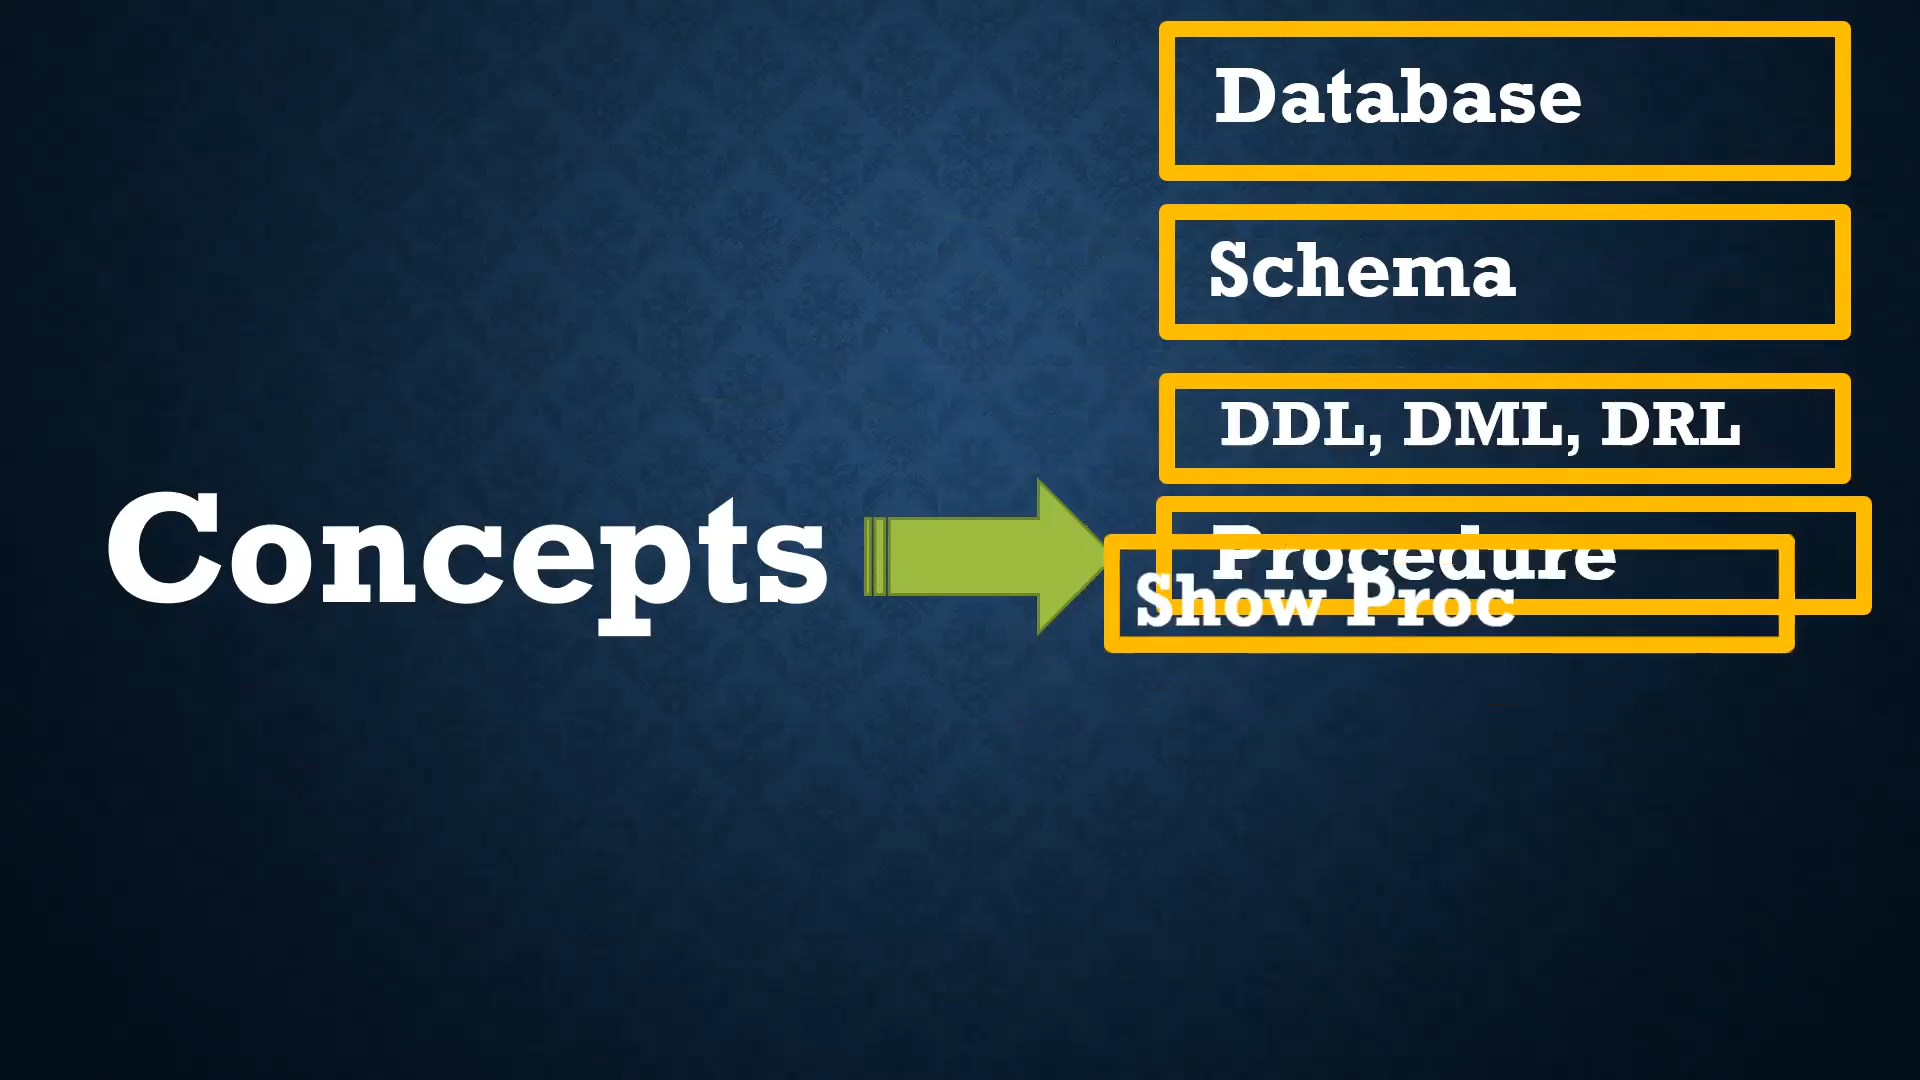 Database
Schema
DDL, DML, DRL
Concepts
Procedure
Show Proc